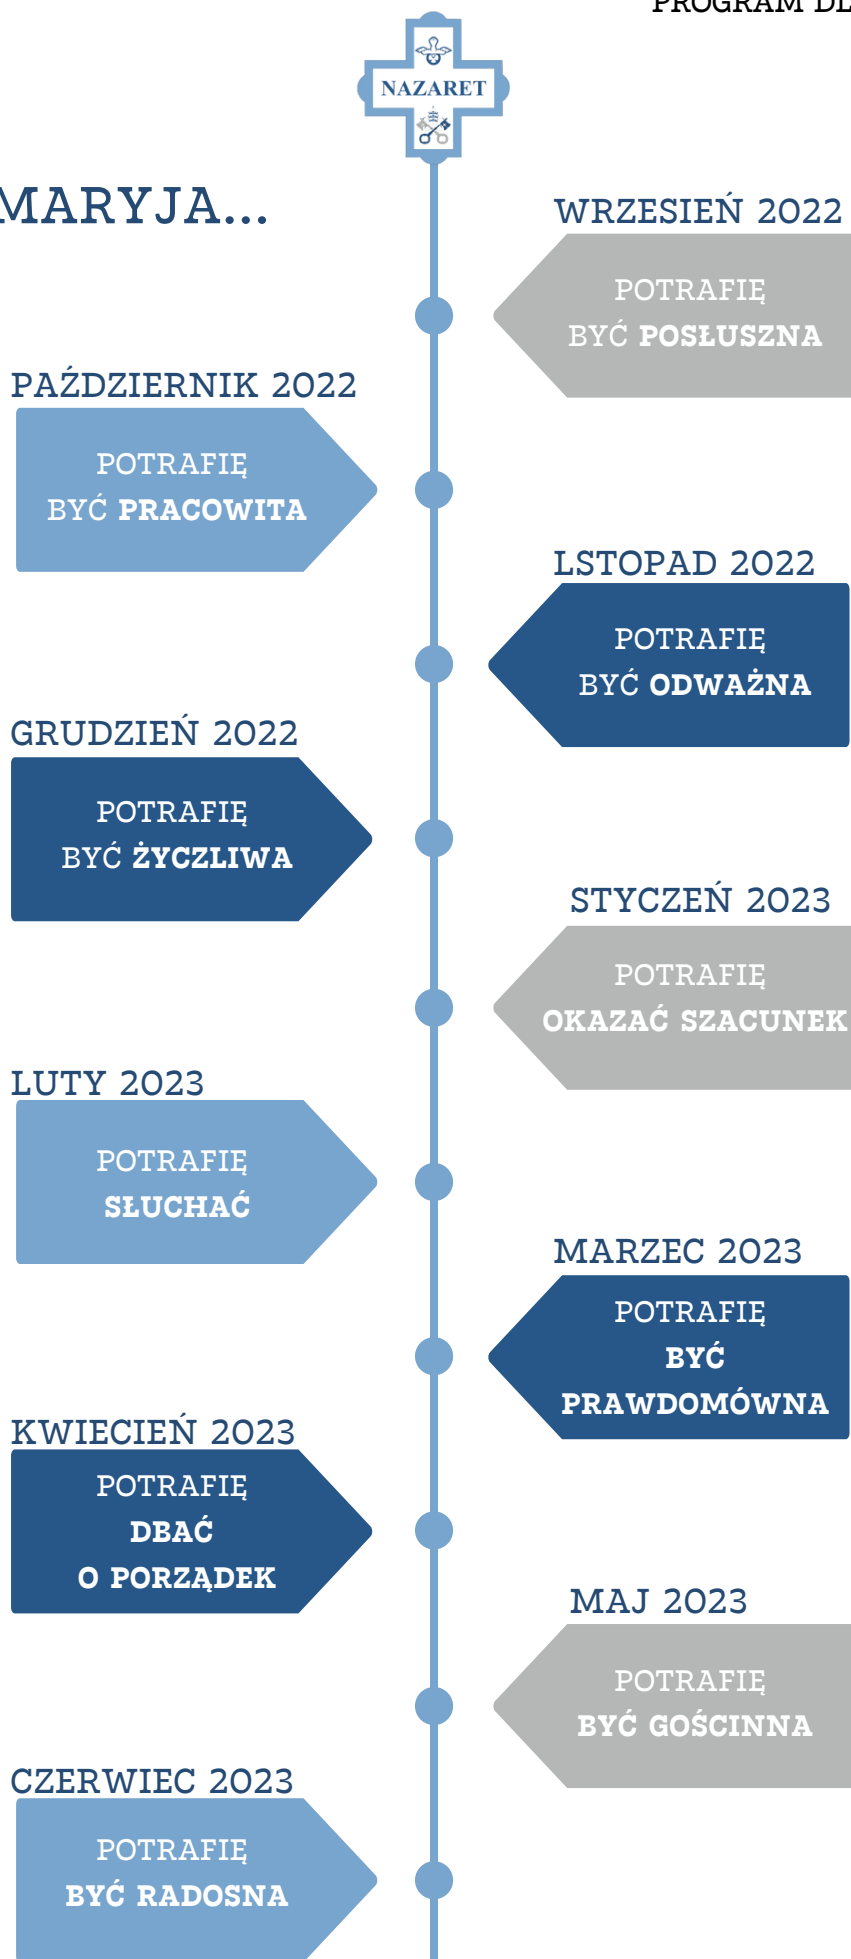 PROGRAM DL
NAZARET
MARYJA...
WRZESIEŃ 2022
POTRAFIĘ
BYĆ POSŁUSZNA
PAŹDZIERNIK 2022
POTRAFIĘ
BYĆ PRACOWITA
LSTOPAD 2022
POTRAFIĘ
BYĆ ODWAŻNA
GRUDZIEŃ 2022
POTRAFIĘ
BYĆ ŻYCZLIWA
STYCZEŃ 2023
POTRAFIĘ
OKAZAĆ SZACUNEK
LUTY 2023
POTRAFIĘ
SŁUCHAĆ
MARZEC 2023
POTRAFIĘ
BYĆ
PRAWDOMÓWNA
KWIECIEŃ 2023
POTRAFIĘ
DBAĆ
O PORZĄDEK
MAJ 2023
POTRAFIĘ
BYĆ GOŚCINNA
CZERWIEC 2023
POTRAFIĘ
BYĆ RADOSNA